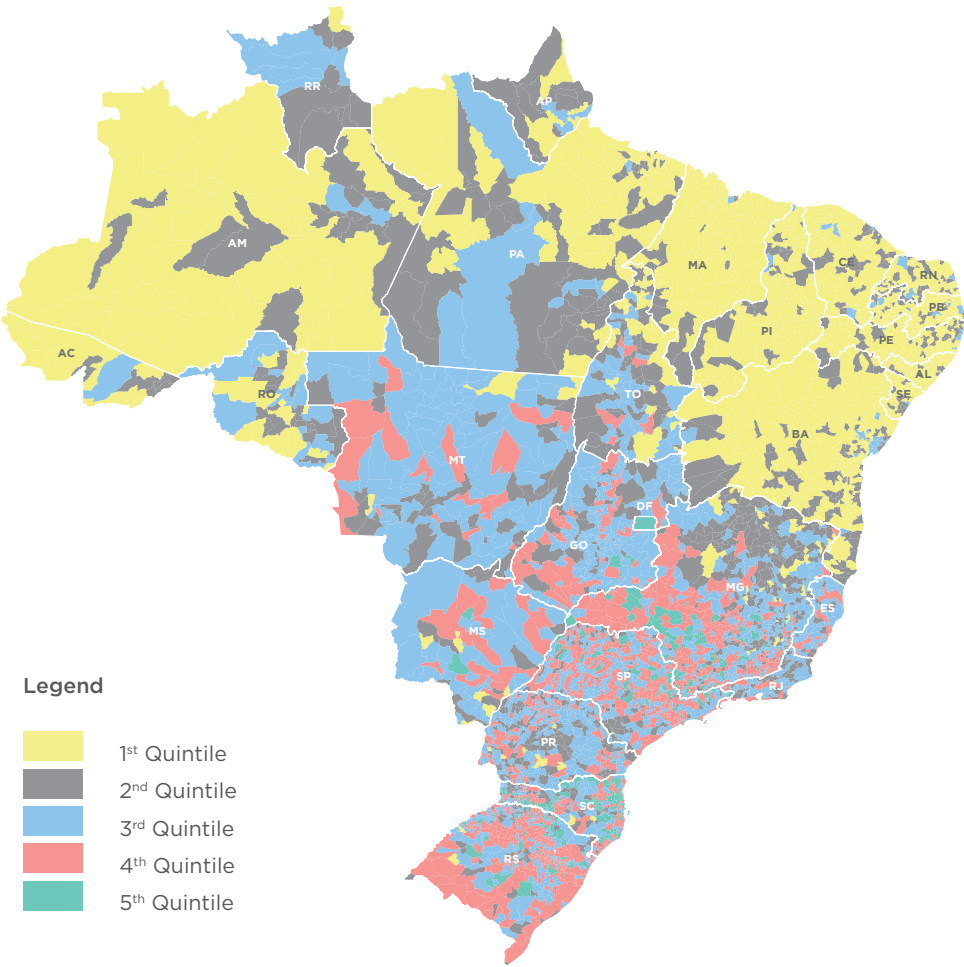 RR
AP
AM
PA
MA
CE
RN
PB
PI
PE
AC
AL
RO
TO
SE
BA
MT
DF
GO
MG
ES
MS
SP
RJ
PR
SC
RS
Legend
1st Quintile
2nd Quintile
3rd Quintile
4th Quintile
5th Quintile